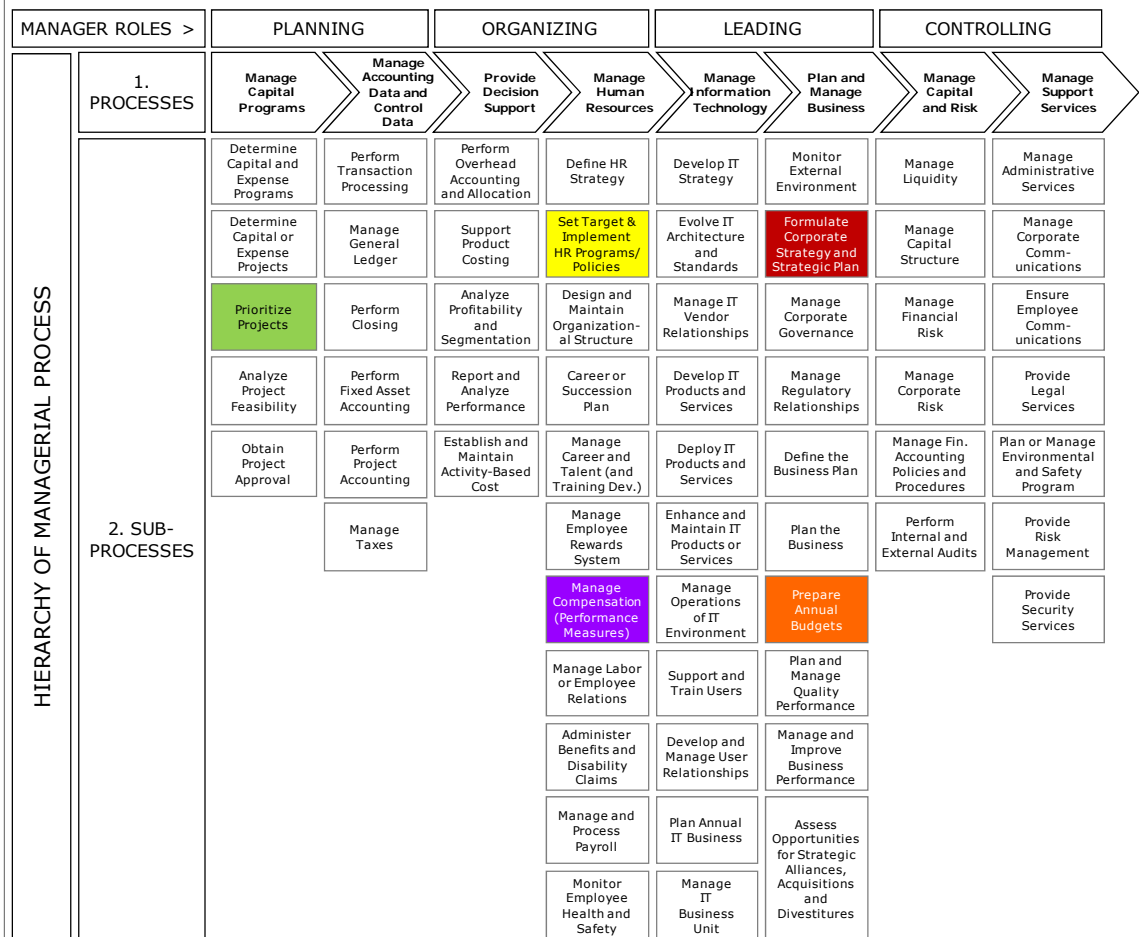 MANAGER ROLES >
PLANNING
ORGANIZING
LEADING
CONTROLLING
HIERARCHY OF MANAGERIAL PROCESS
1.
PROCESSES
Manage
Capital
Programs
Manage
Accounting
Data and
Control
Data
Provide
Decision
Support
Manage
Human
Resources
Manage
Information
Technology
Plan and
Manage
Business
Manage
Capital
and Risk
Manage
Support
Services
2. SUB-
PROCESSES
Determine
Capital and
Expense
Programs
Determine
Capital or
Expense
Projects
Prioritize
Projects
Analyze
Project
Feasibility
Obtain
Project
Approval
Perform
Transaction
Processing
Manage
General
Ledger
Perform
Closing
Perform
Fixed Asset
Accounting
Perform
Project
Accounting
Manage
Taxes
Perform
Overhead
Accounting
and Allocation
Support
Product
Costing
Analyze
Profitability
and
Segmentation
Report and
Analyze
Performance
Establish and
Maintain
Activity-Based
Cost
Define HR
Strategy
Set Target &
Implement
HR Programs/
Policies
Design and
Maintain
Organization-
al Structure
Career or
Succession
Plan
Manage
Career and
Talent (and
Training Dev.)
Manage
Employee
Rewards
System
Manage
Compensation
(Performance
Measures)
Manage Labor
or Employee
Relations
Administer
Benefits and
Disability
Claims
Manage and
Process
Payroll
Monitor
Employee
Health and
Safety
Develop IT
Strategy
Evolve IT
Architecture
and
Standards
Manage IT
Vendor
Relationships
Develop IT
Products and
Services
Deploy IT
Products and
Services
Enhance and
Maintain IT
Products or
Services
Manage
Operations
of IT
Environment
Support and
Train Users
Develop and
Manage User
Relationships
Plan Annual
IT Business
Manage
IT
Business
Unit
Monitor
External
Environment
Formulate
Corporate
Strategy and
Strategic Plan
Manage
Corporate
Governance
Manage
Regulatory
Relationships
Define the
Business Plan
Plan the
Business
Prepare
Annual
Budgets
Plan and
Manage
Quality
Performance
Manage and
Improve
Business
Performance
Assess
Opportunities
for Strategic
Alliances,
Acquisitions
and
Divestitures
Manage
Liquidity
Manage
Capital
Structure
Manage
Financial
Risk
Manage
Corporate
Risk
Manage Fin.
Accounting
Policies and
Procedures
Perform
Internal and
External Audits
Manage
Administrative
Services
Manage
Corporate
Comm-
unications
Ensure
Employee
Comm-
unications
Provide
Legal
Services
Plan or Manage
Environmental
and Safety
Program
Provide
Risk
Management
Provide
Security
Services